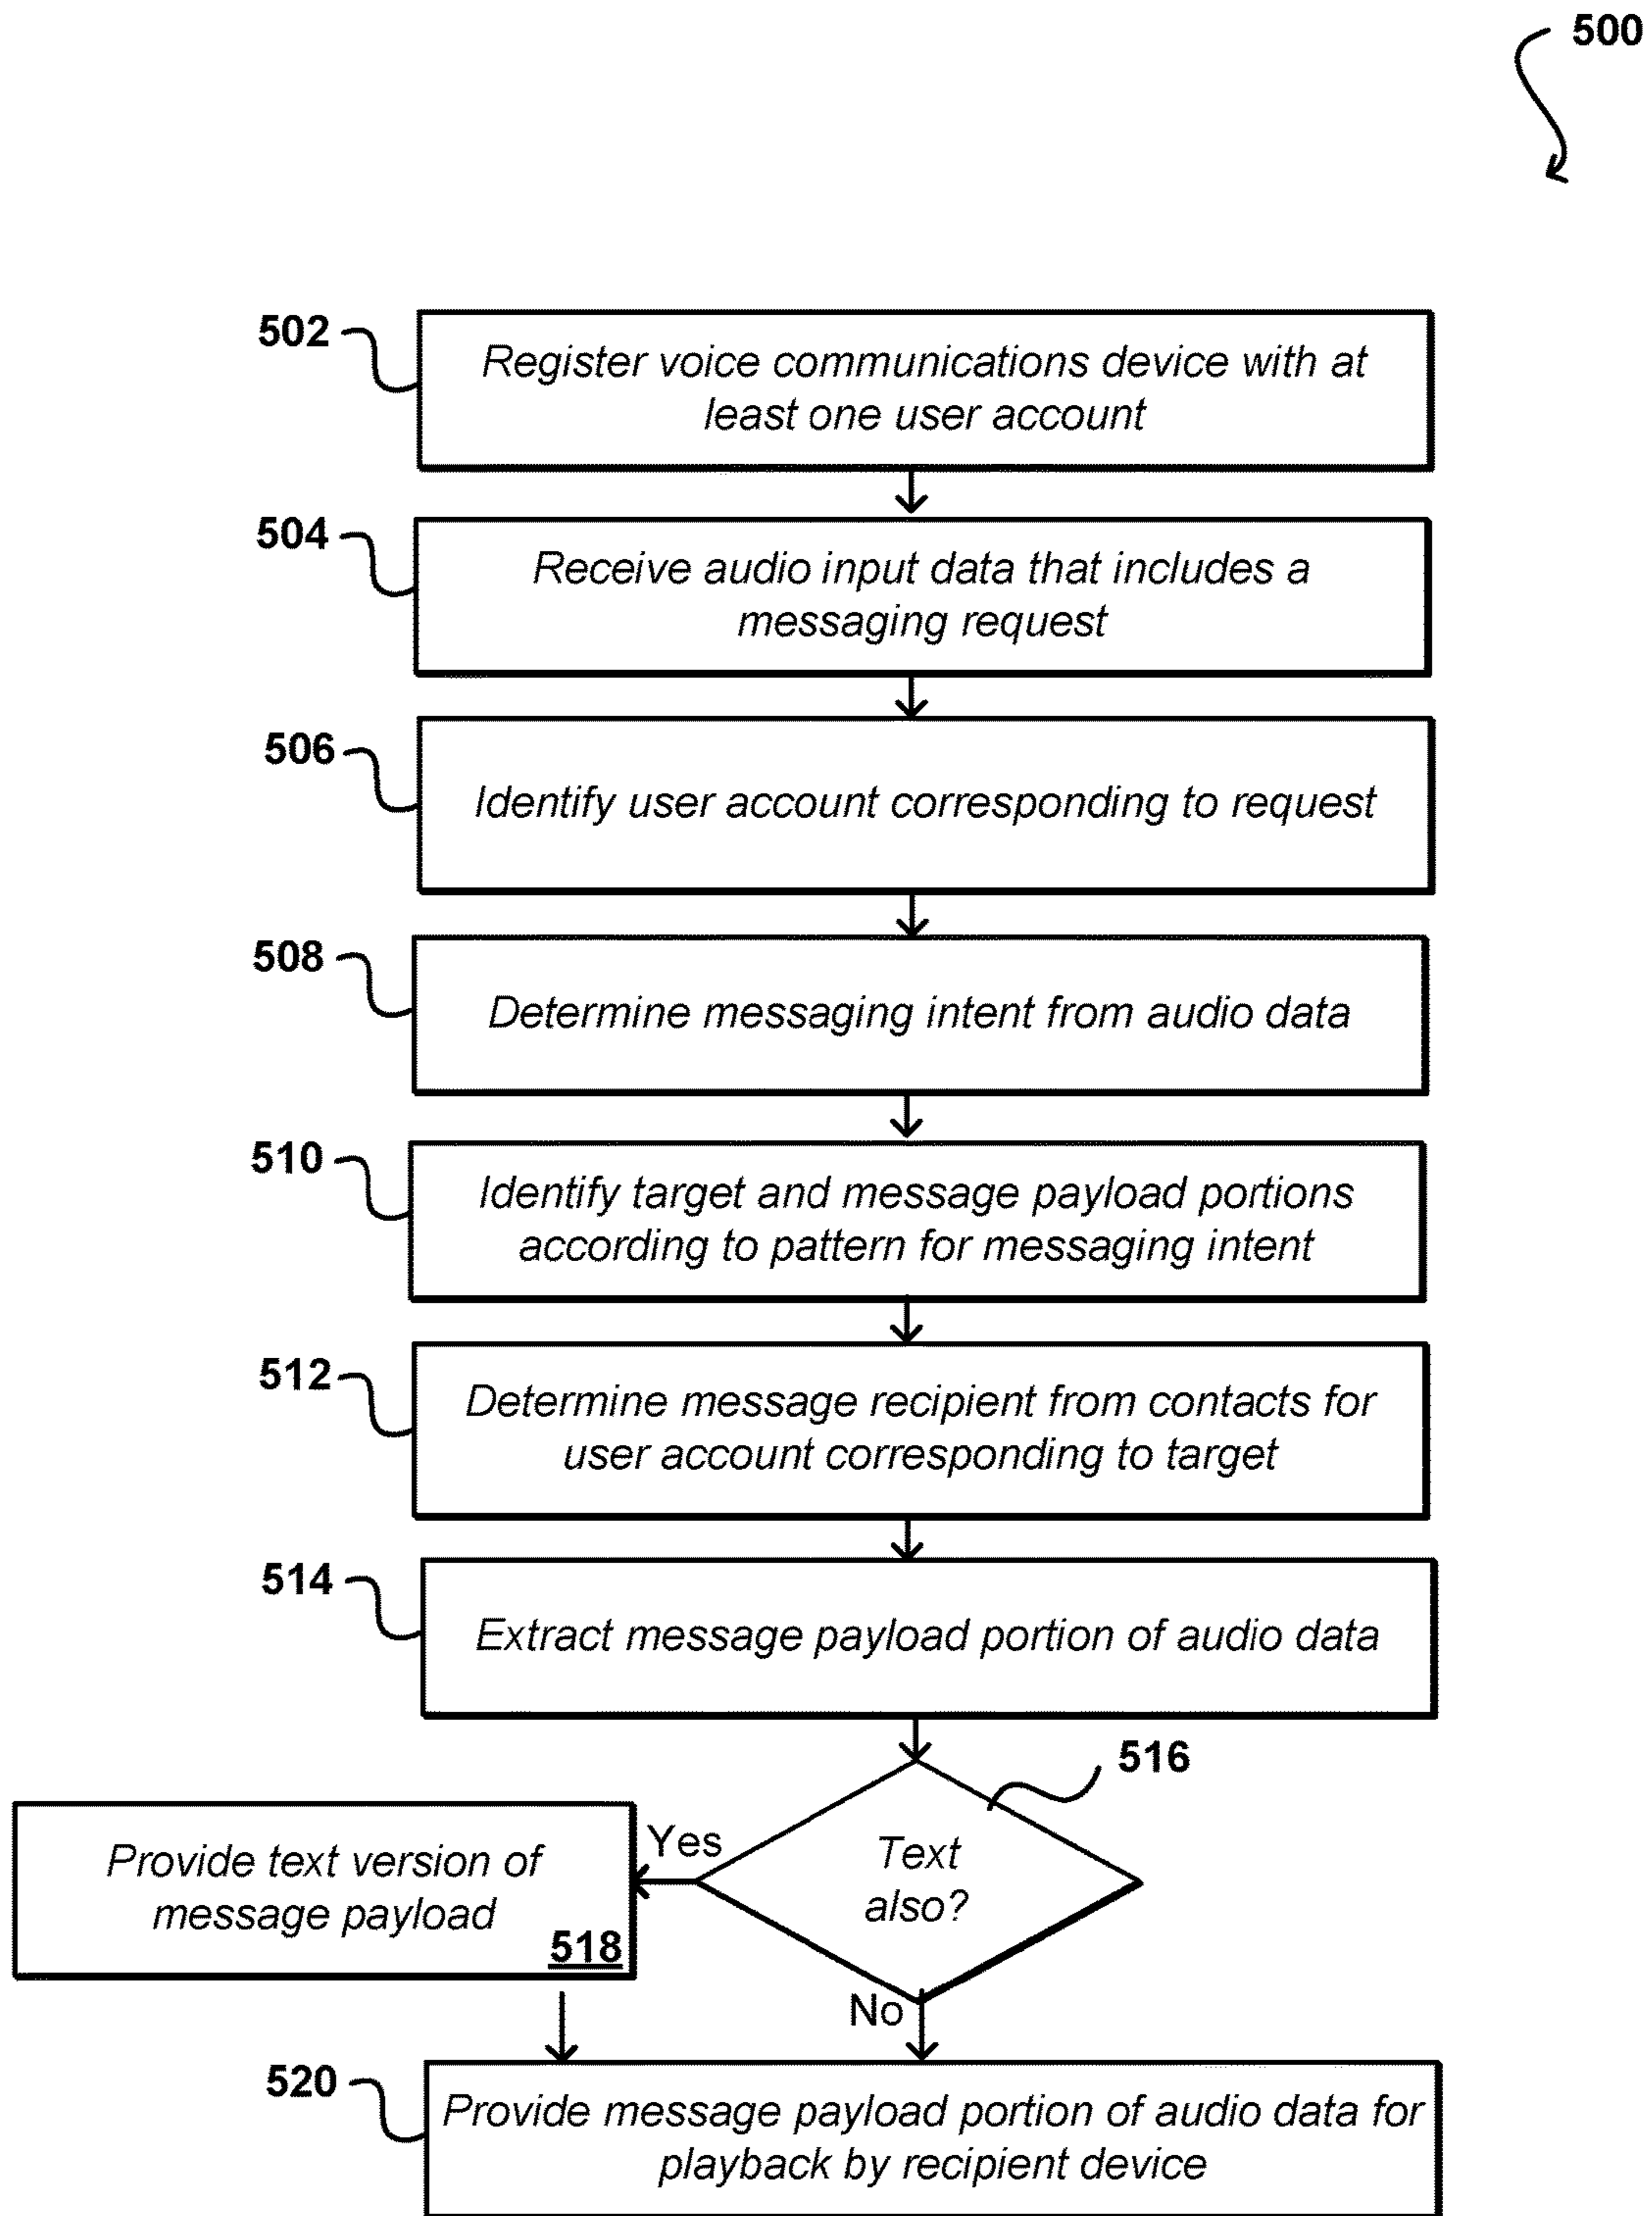 500
502
Register voice communications device with at
least one user account
504
Receive audio input data that includes a
messaging request
506
Identify user account corresponding to request
508
Determine messaging intent from audio data
510
Identify target and message payload portions
according to pattern for messaging intent
512
Determine message recipient from contacts for
user account corresponding to target
514
Extract message payload portion of audio data
516
Text
also?
Yes
Provide text version of
message payload
518
No
520
Provide message payload portion of audio data for
playback by recipient device